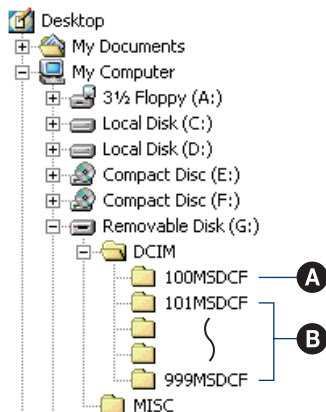 Desktop
My Documents
My Computer
3½ Floppy (A:)
Local Disk (C:)
Local Disk (D:)
Compact Disc (E:)
Compact Disc (F:)
Removable Disk (G:)
DCIM
100MSDCF A
101MSDCF
B
999MSDCF
MISC